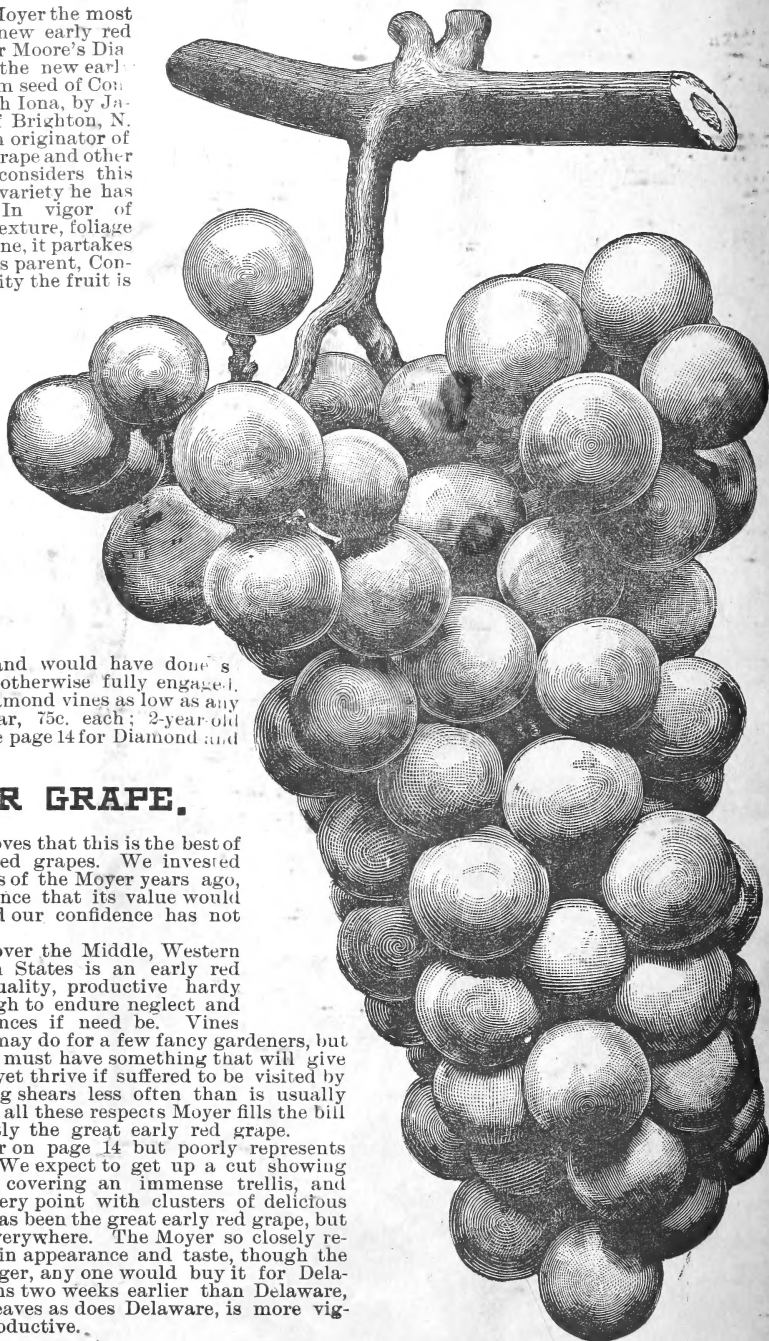 Moyer the most
new early red
r Moore's Dia
the new earl
m seed of Con
h Iona, by Ja-
f Brighton, N.
n originator of
rape and other
considers this
variety he has
In vigor of
exture, foliage
ne, it partakes
s parent, Con-
ity the fruit is
and would have done s
otherwise fully engaged.
amond vines as low as any
ar, 75c. each; 2-year-old
e page 14 for Diamond and
R GRAPE.
oves that this is the best of
ed grapes. We invested
s of the Moyer years ago,
nce that its value would
d our confidence has not
over the Middle, Western
n States is an early red
uality, productive hardy
gh to endure neglect and
nces if need be. Vines
may do for a few fancy gardeners, but
must have something that will give
yet thrive if suffered to be visited by
g shears less often than is usually
all these respects Moyer fills the bill
sly the great early red grape.
r on page 14 but poorly represents
We expect to get up a cut showing
covering an immense trellis, and
ery point with clusters of delicious
as been the great early red grape, but
verywhere. The Moyer so closely re-
in appearance and taste, though the
ger, any one would buy it for Dela-
ns two weeks earlier than Delaware,
eaves as does Delaware, is more vig-
oductive.